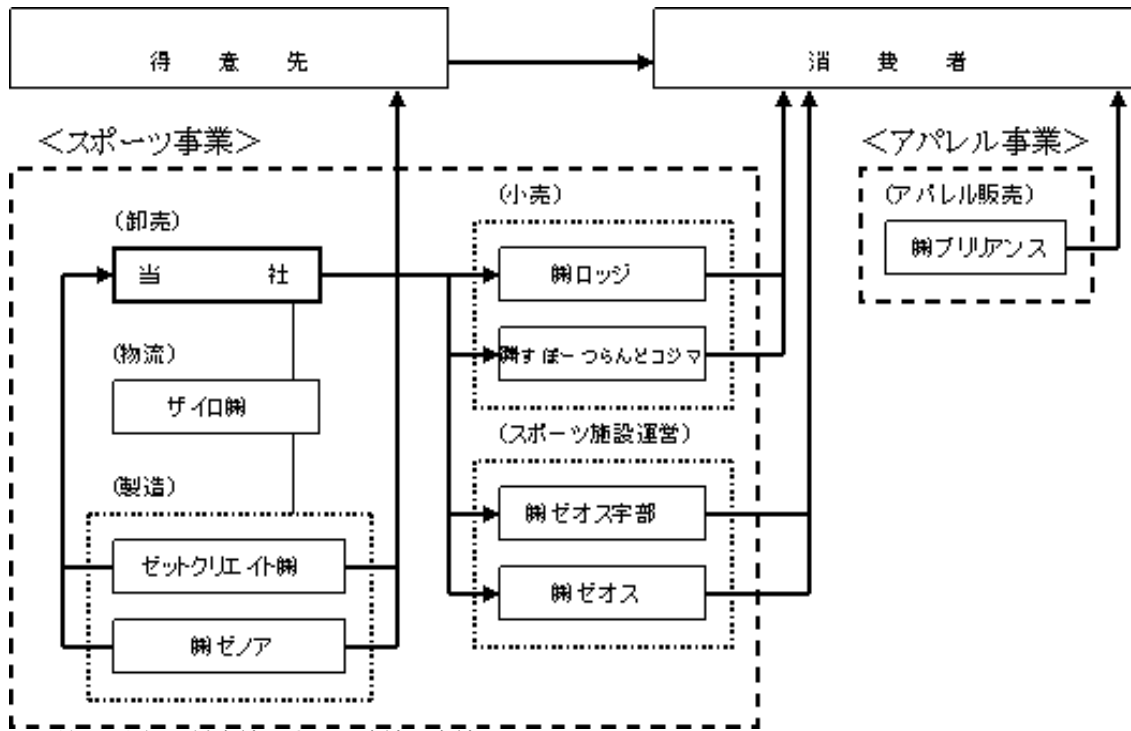 得意先
消費者
＜スポーツ事業＞
＜アパレル事業＞
(小売)
(アパレル販売)
(卸売)
㈱ブリリアンス
当社
㈱ロッジ
(物流)
㈱すぽーつらんどコジマ
ザイロ㈱
(スポーツ施設運営)
(製造)
㈱ゼオス宇部
ゼットクリエイト㈱
㈱ゼオス
㈱ゼノア